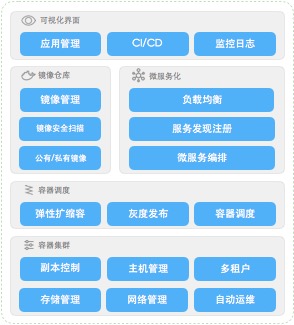 可视化界面
应用管理 CI/CD 监控日志
镜像仓库
镜像管理
镜像安全扫描
公有/私有镜像
微服务化
负载均衡
服务发现注册
微服务编排
容器调度
弹性扩缩容 灰度发布 容器调度
容器集群
副本控制 主机管理 多租户
存储管理 网络管理 自动运维